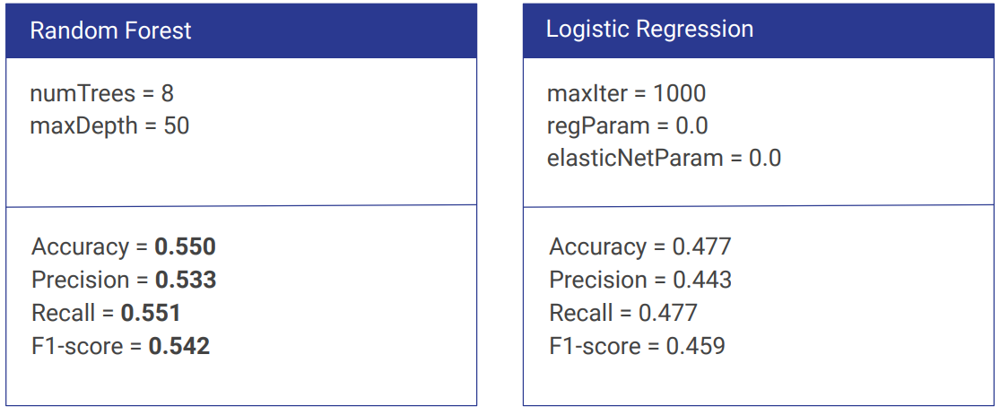 Random Forest
numTrees = 8
maxDepth = 50
Accuracy = 0.550
Precision = 0.533
Recall = 0.551
F1-score = 0.542
Logistic Regression
maxIter = 1000
regParam = 0.0
elasticNetParam = 0.0
Accuracy = 0.477
Precision = 0.443
Recall = 0.477
F1-score = 0.459